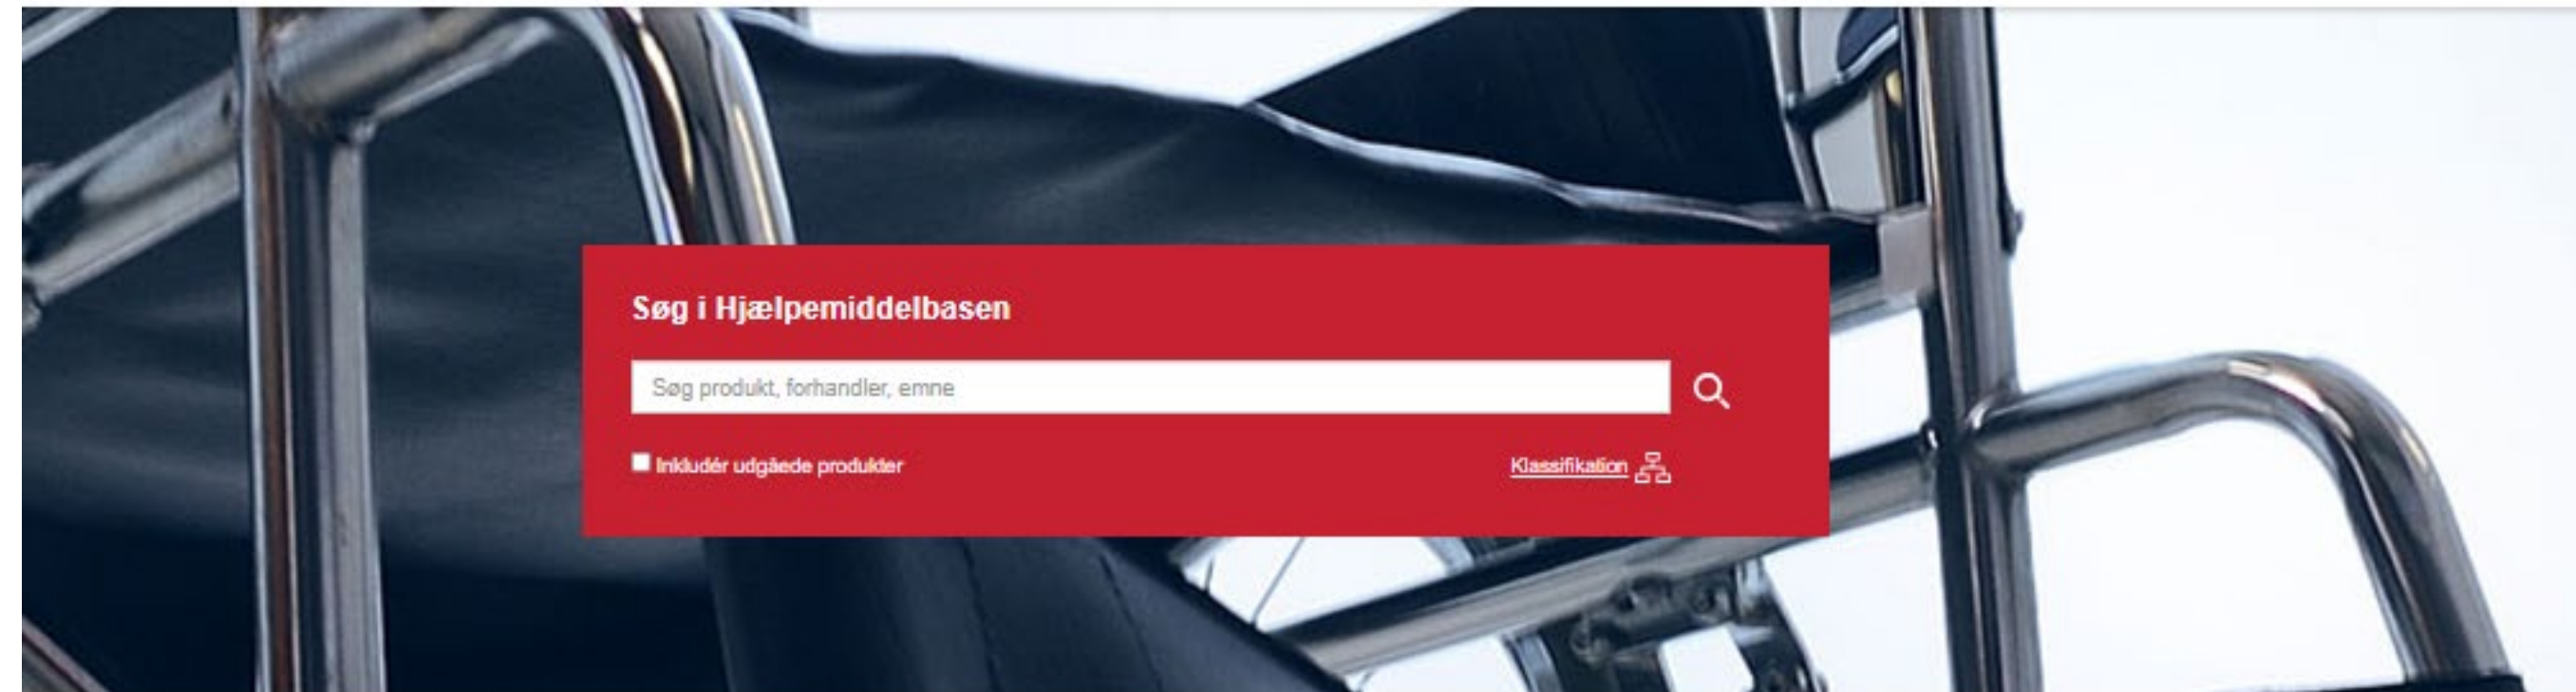 Søg i Hjælpemiddelbasen
Søg produkt, forhandler, emne
Inkludér udgåede produkter
Klassifikation